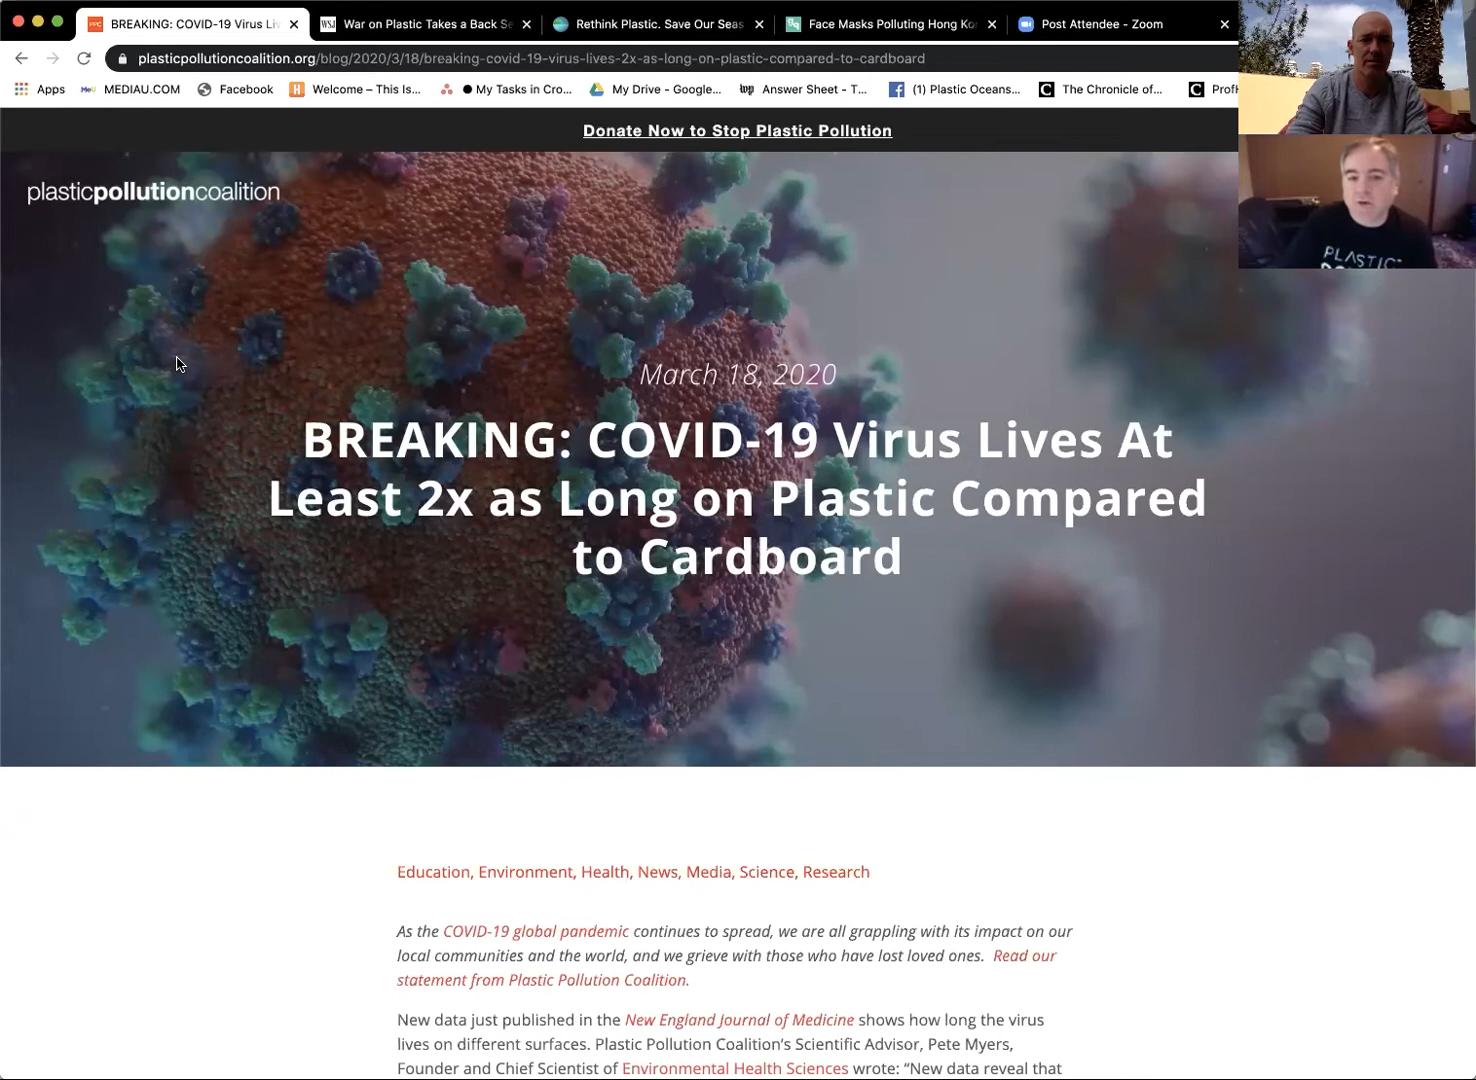 BREAKING: COVID-19 Virus Liv
War on Plastic Takes a Back Se
Rethink Plastic. Save Our Seas
Face Masks Polluting Hong Ko
Post Attendee - Zoom
plasticpollutioncoalition.org/blog/2020/3/18/breaking-covid-19-virus-lives-2x-as-long-on-plastic-compared-to-cardboard
Apps MEDIAU.COM Facebook Welcome – This Is... My Tasks in Cro... My Drive - Google... Answer Sheet - T... (1) Plastic Oceans... The Chronicle of... Prof
Donate Now to Stop Plastic Pollution
plasticpollutioncoalition
PLASTIC
March 18, 2020
BREAKING: COVID-19 Virus Lives At
Least 2x as Long on Plastic Compared
to Cardboard
Education, Environment, Health, News, Media, Science, Research
As the COVID-19 global pandemic continues to spread, we are all grappling with its impact on our
local communities and the world, and we grieve with those who have lost loved ones. Read our
statement from Plastic Pollution Coalition.
New data just published in the New England Journal of Medicine shows how long the virus
lives on different surfaces. Plastic Pollution Coalition’s Scientific Advisor, Pete Myers,
Founder and Chief Scientist of Environmental Health Sciences wrote: “New data reveal that